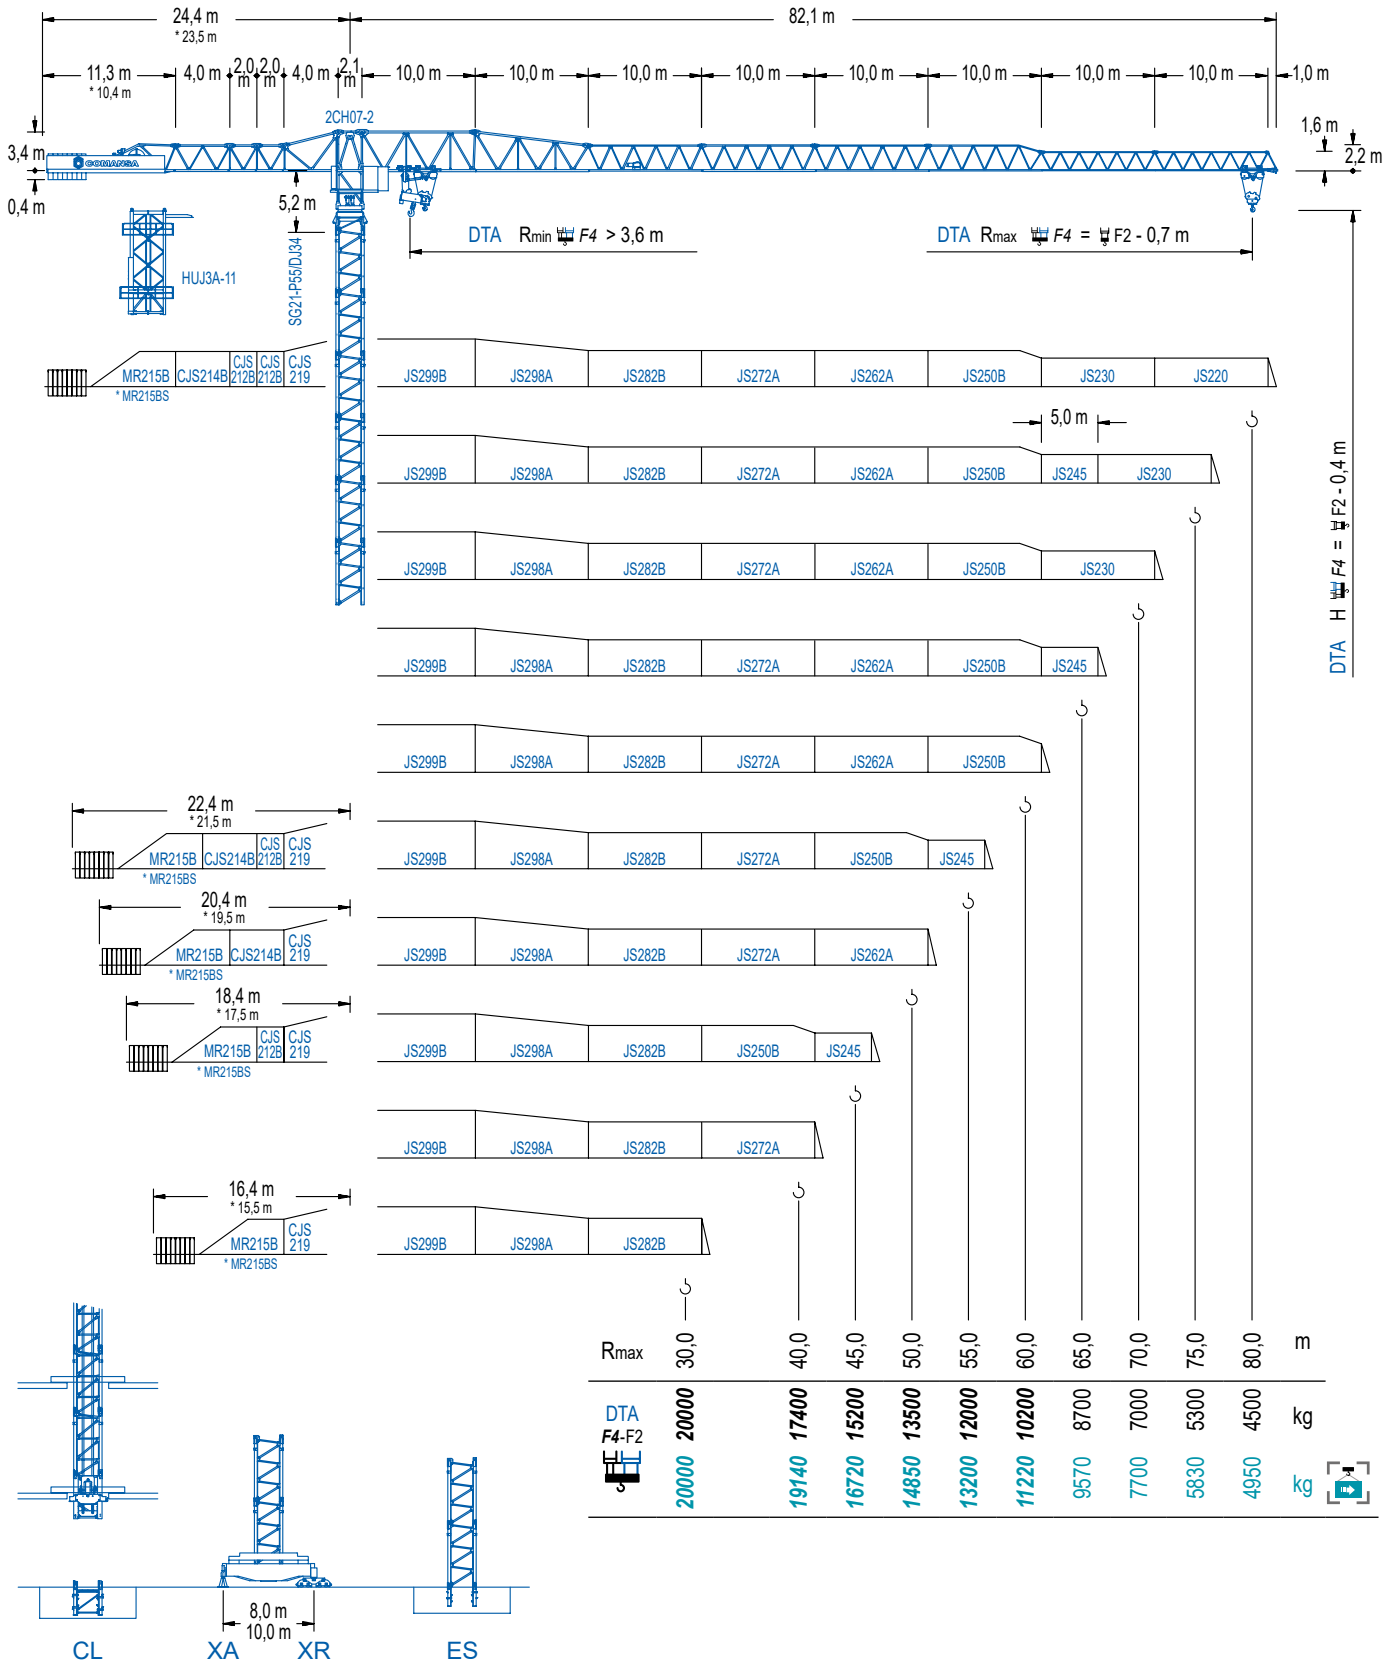 24,4 m
* 23,5 m
82,1 m
11,3 m
* 10,4 m
4,0 m
2,0 m
2,0 m
4,0 m
2,1 m
10,0 m
10,0 m
10,0 m
10,0 m
10,0 m
10,0 m
10,0 m
10,0 m
1,0 m
2CH07-2
1,6 m
2,2 m
3,4 m
COMANSA
0,4 m
5,2 m
DTA Rmin F4 > 3,6 m
DTA Rmax F4 = F2 - 0,7 m
HUJ3A-11
SG21-P55/DJ34
DTA H F4 = F2 - 0,4 m
MR215B CJS214B CJS 212B CJS 212B CJS 219
* MR215BS
JS299B JS298A JS282B JS272A JS262A JS250B JS230 JS220
5,0 m
JS299B JS298A JS282B JS272A JS262A JS250B JS245 JS230
JS299B JS298A JS282B JS272A JS262A JS250B JS230
JS299B JS298A JS282B JS272A JS262A JS250B JS245
JS299B JS298A JS282B JS272A JS262A JS250B
22,4 m
* 21,5 m
MR215B CJS214B CJS 212B CJS 219
* MR215BS
JS299B JS298A JS282B JS272A JS250B JS245
20,4 m
* 19,5 m
MR215B CJS214B CJS 219
* MR215BS
JS299B JS298A JS282B JS272A JS262A
18,4 m
* 17,5 m
MR215B CJS 212B CJS 219
* MR215BS
JS299B JS298A JS282B JS250B JS245
JS299B JS298A JS282B JS272A
16,4 m
* 15,5 m
MR215B CJS 219
* MR215BS
JS299B JS298A JS282B
Rmax 30,0 40,0 45,0 50,0 55,0 60,0 65,0 70,0 75,0 80,0 m
DTA
F4-F2
20000 17400 15200 13500 12000 10200 8700 7000 5300 4500 kg
20000 19140 16720 14850 13200 11220 9570 7700 5830 4950 kg
8,0 m
10,0 m
CL XA XR ES